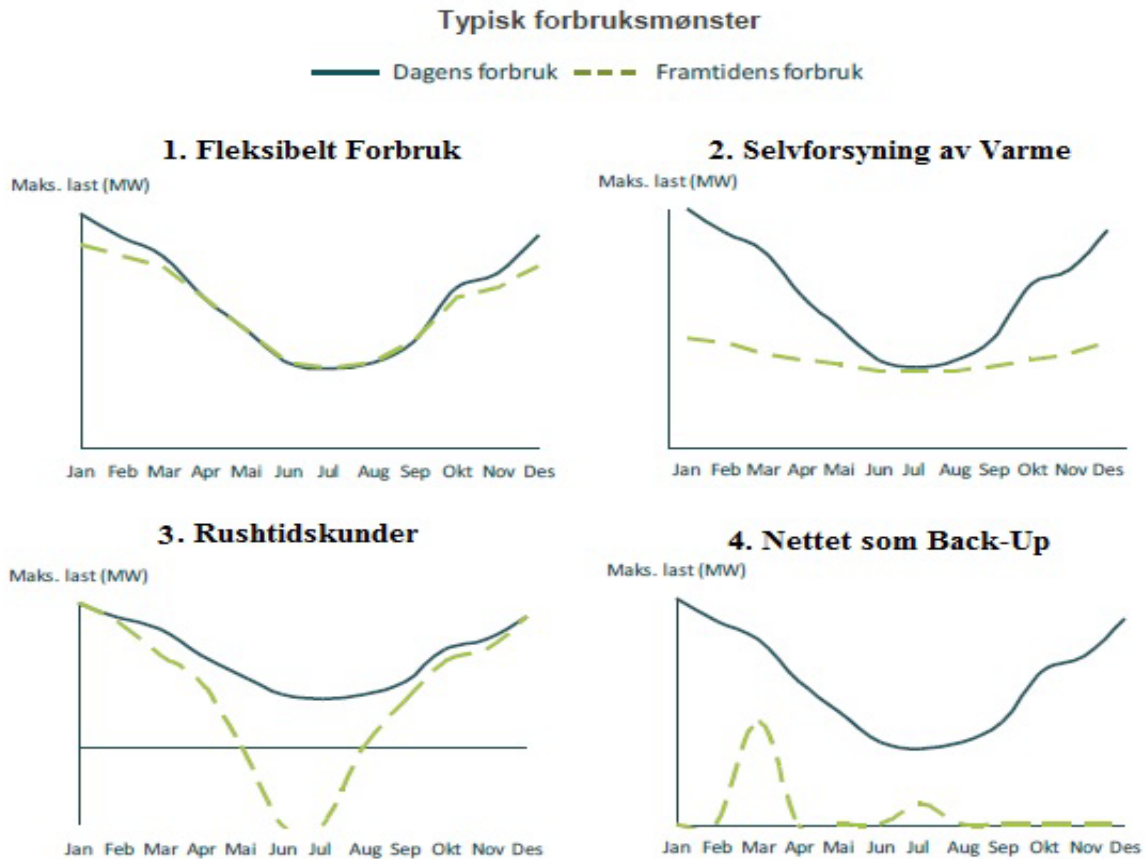 Typisk forbruksmønster
Dagens forbruk Framtidens forbruk
1. Fleksibelt Forbruk
Maks. last (MW)
Jan Feb Mar Apr Mai Jun Jul Aug Sep Okt Nov Des
2. Selvforsyning av Varme
Maks. last (MW)
Jan Feb Mar Apr Mai Jun Jul Aug Sep Okt Nov Des
3. Rushtidskunder
Maks. last (MW)
Jan Feb Mar Apr Mai Jun Jul Aug Sep Okt Nov Des
4. Nettet som Back-Up
Maks. last (MW)
Jan Feb Mar Apr Mai Jun Jul Aug Sep Okt Nov Des